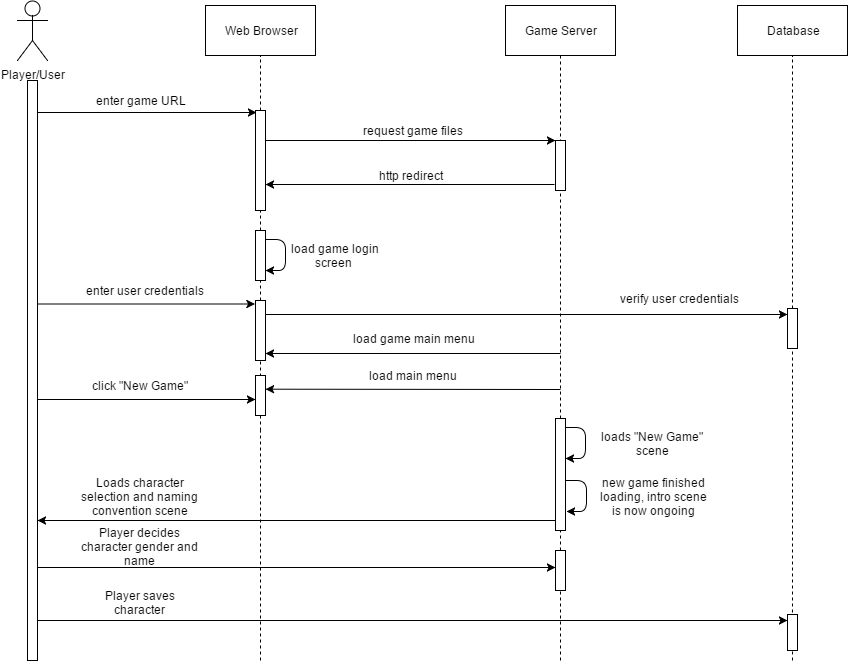 Web Browser
Game Server
Database
Player/User
enter game URL
request game files
http redirect
load game login
screen
enter user credentials
verify user credentials
load game main menu
load main menu
click "New Game"
loads "New Game"
scene
Loads character
selection and naming
convention scene
new game finished
loading, intro scene
is now ongoing
Player decides
character gender and
name
Player saves
character